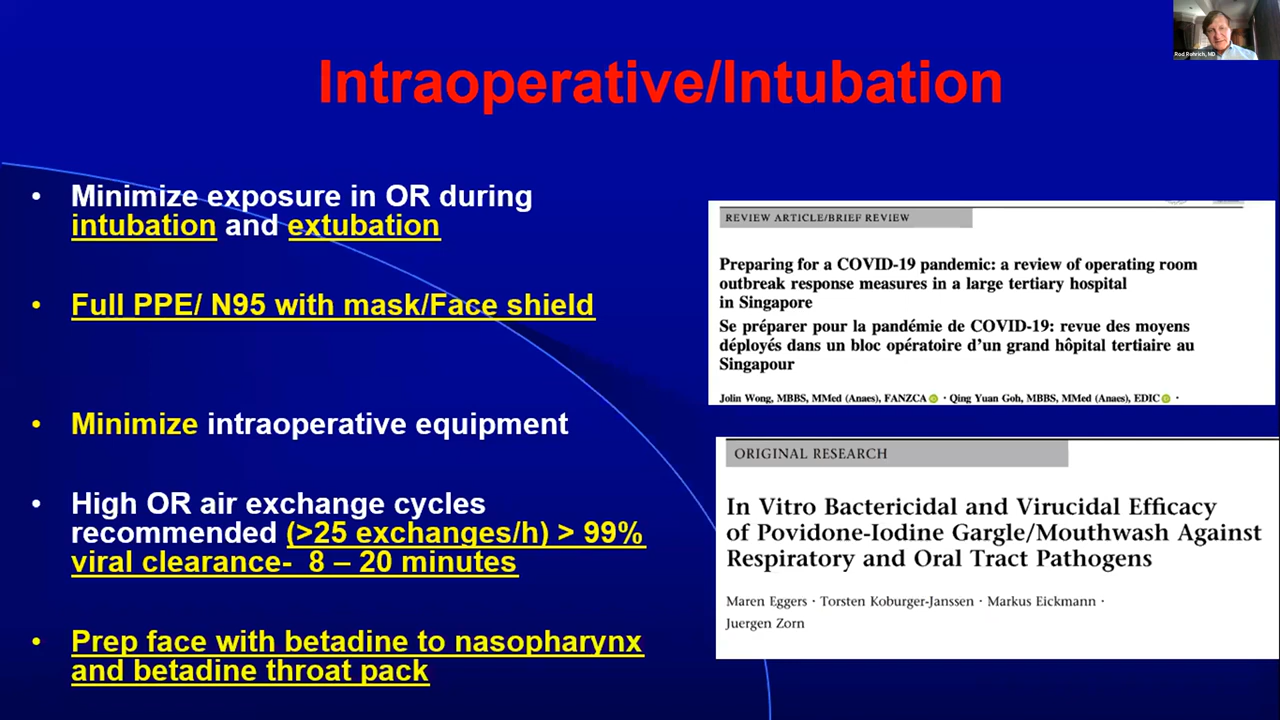 Rod Rohrich, MD
Intraoperative/Intubation
• Minimize exposure in OR during
intubation and extubation
• Full PPE/ N95 with mask/Face shield
• Minimize intraoperative equipment
• High OR air exchange cycles
recommended (>25 exchanges/h) > 99%
viral clearance- 8 – 20 minutes
• Prep face with betadine to nasopharynx
and betadine throat pack
REVIEW ARTICLE/BRIEF REVIEW
Preparing for a COVID-19 pandemic: a review of operating room
outbreak response measures in a large tertiary hospital
in Singapore
Se préparer pour la pandémie de COVID-19: revue des moyens
déployés dans un bloc opératoire d'un grand hôpital tertiaire au
Singapour
Jolin Wong, MBBS, MMed (Anaes), FANZCA · Qing Yuan Goh, MBBS, MMed (Anaes), EDIC ·
ORIGINAL RESEARCH
In Vitro Bactericidal and Virucidal Efficacy
of Povidone-Iodine Gargle/Mouthwash Against
Respiratory and Oral Tract Pathogens
Maren Eggers · Torsten Koburger-Janssen · Markus Eickmann ·
Juergen Zorn